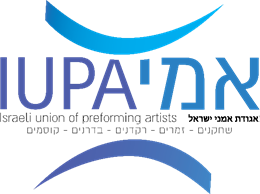 IUPA אמי
Israeli union of preforming artists אגודת אמני ישראל
שחקנים - זמרים - רקדנים - בדרנים - קוסמים